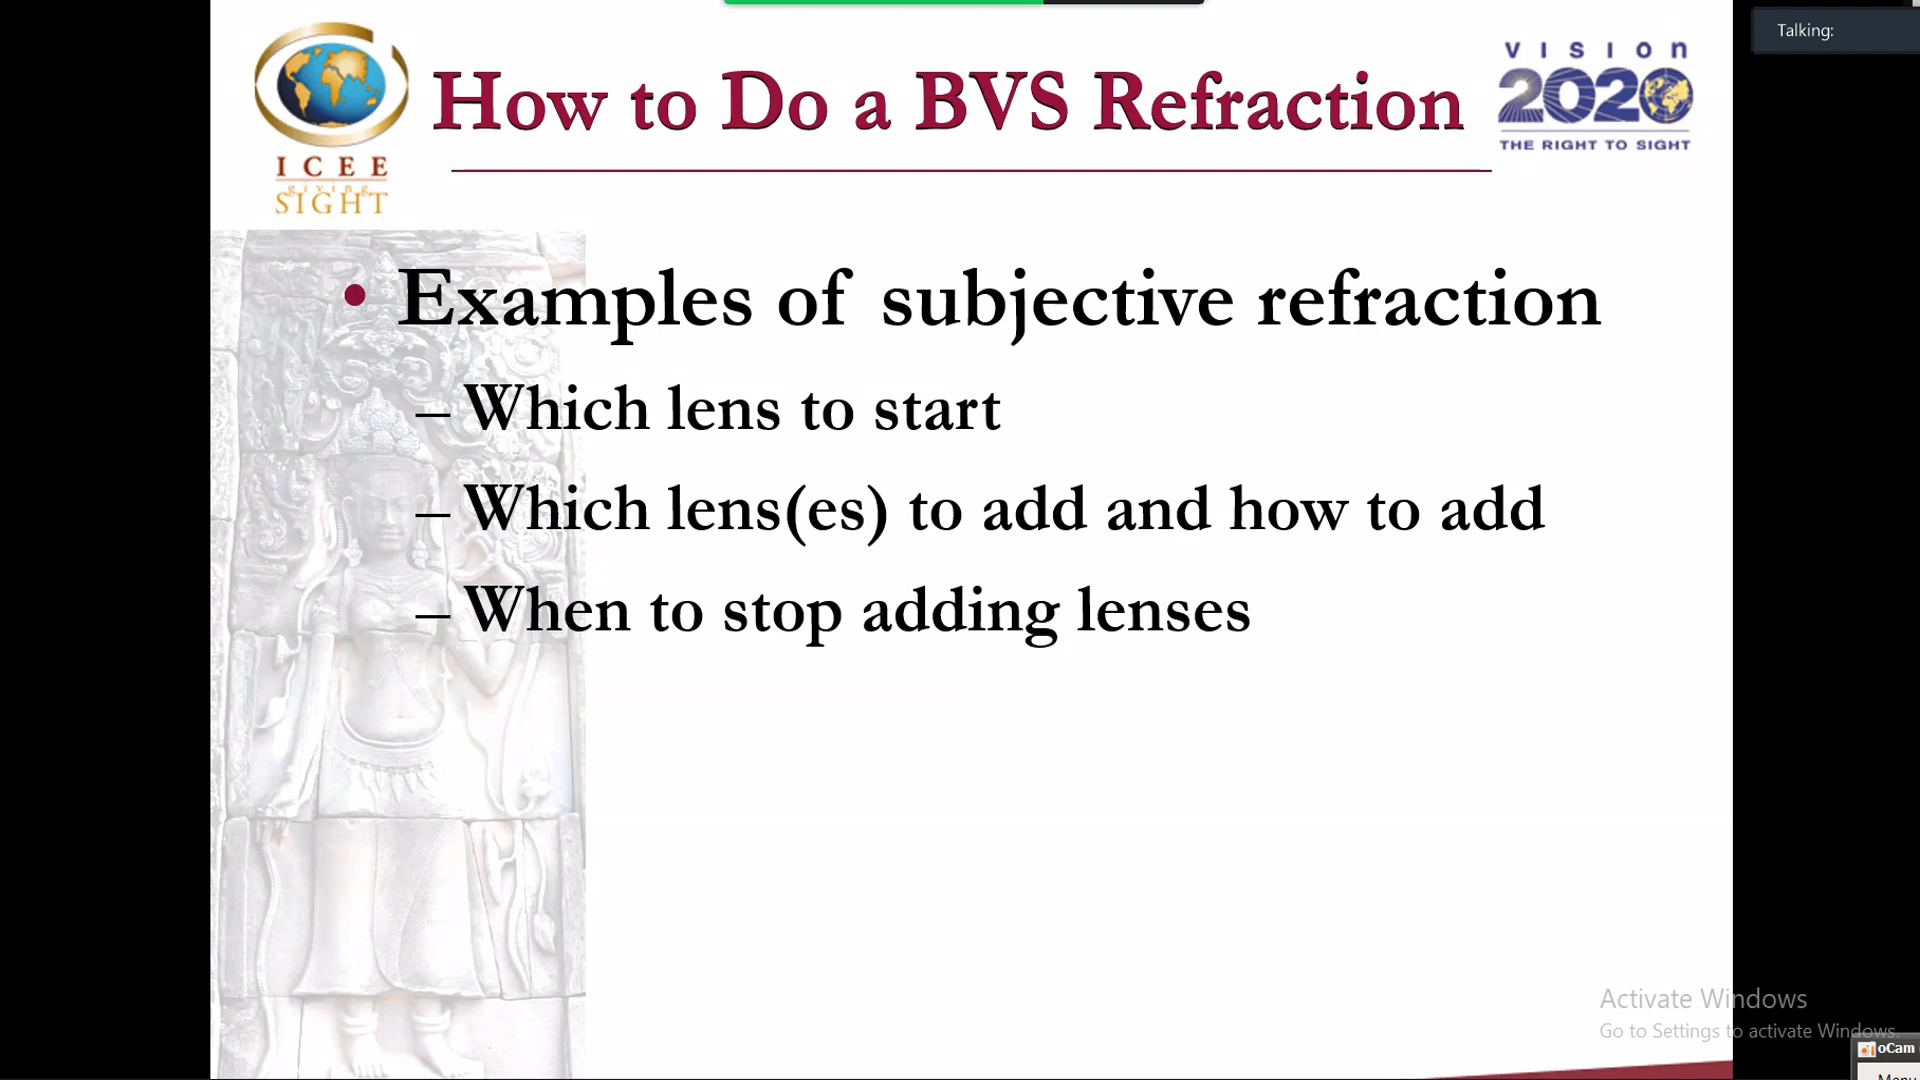 Talking:
How to Do a BVS Refraction
VISION
2020
THE RIGHT TO SIGHT
ICEE
giving
SIGHT
• Examples of subjective refraction
– Which lens to start
– Which lens(es) to add and how to add
– When to stop adding lenses
Activate Windows
Go to Settings to activate Windows.
oCam
Menu